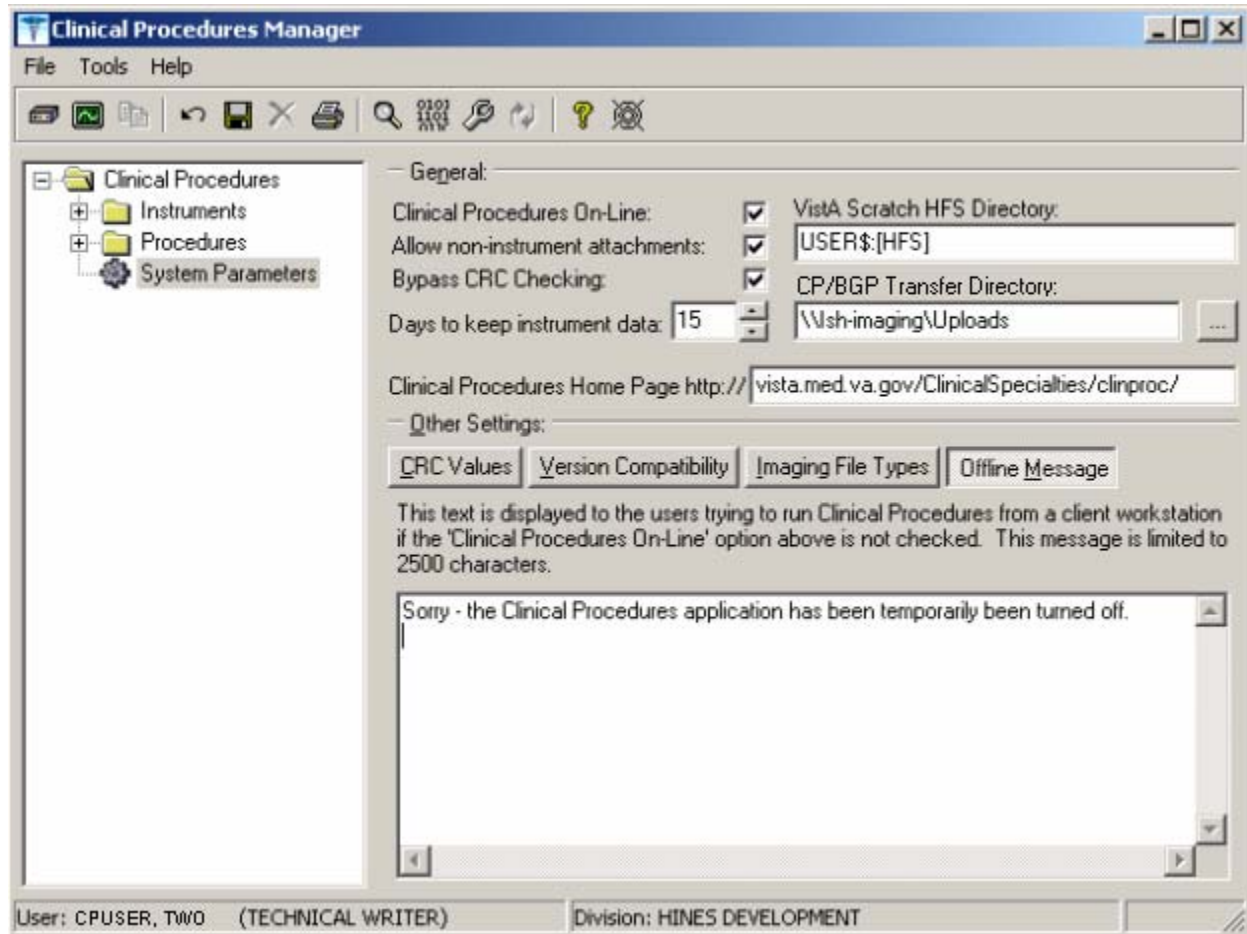 Clinical Procedures Manager
File Tools Help
Clinical Procedures
Instruments
Procedures
System Parameters
General:
Clinical Procedures On-Line:
Allow non-instrument attachments:
Bypass CRC Checking:
Days to keep instrument data: 15
VistA Scratch HFS Directory:
USER$:[HFS]
CP/BGP Transfer Directory:
\\Ish-imaging\Uploads
...
Clinical Procedures Home Page http:// vista.med.va.gov/ClinicalSpecialties/clinproc/
Other Settings:
CRC Values Version Compatibility Imaging File Types Offline Message
This text is displayed to the users trying to run Clinical Procedures from a client workstation
if the 'Clinical Procedures On-Line' option above is not checked. This message is limited to
2500 characters.
Sorry - the Clinical Procedures application has been temporarily been turned off.
User: CPUSER, TWO (TECHNICAL WRITER) Division: HINES DEVELOPMENT